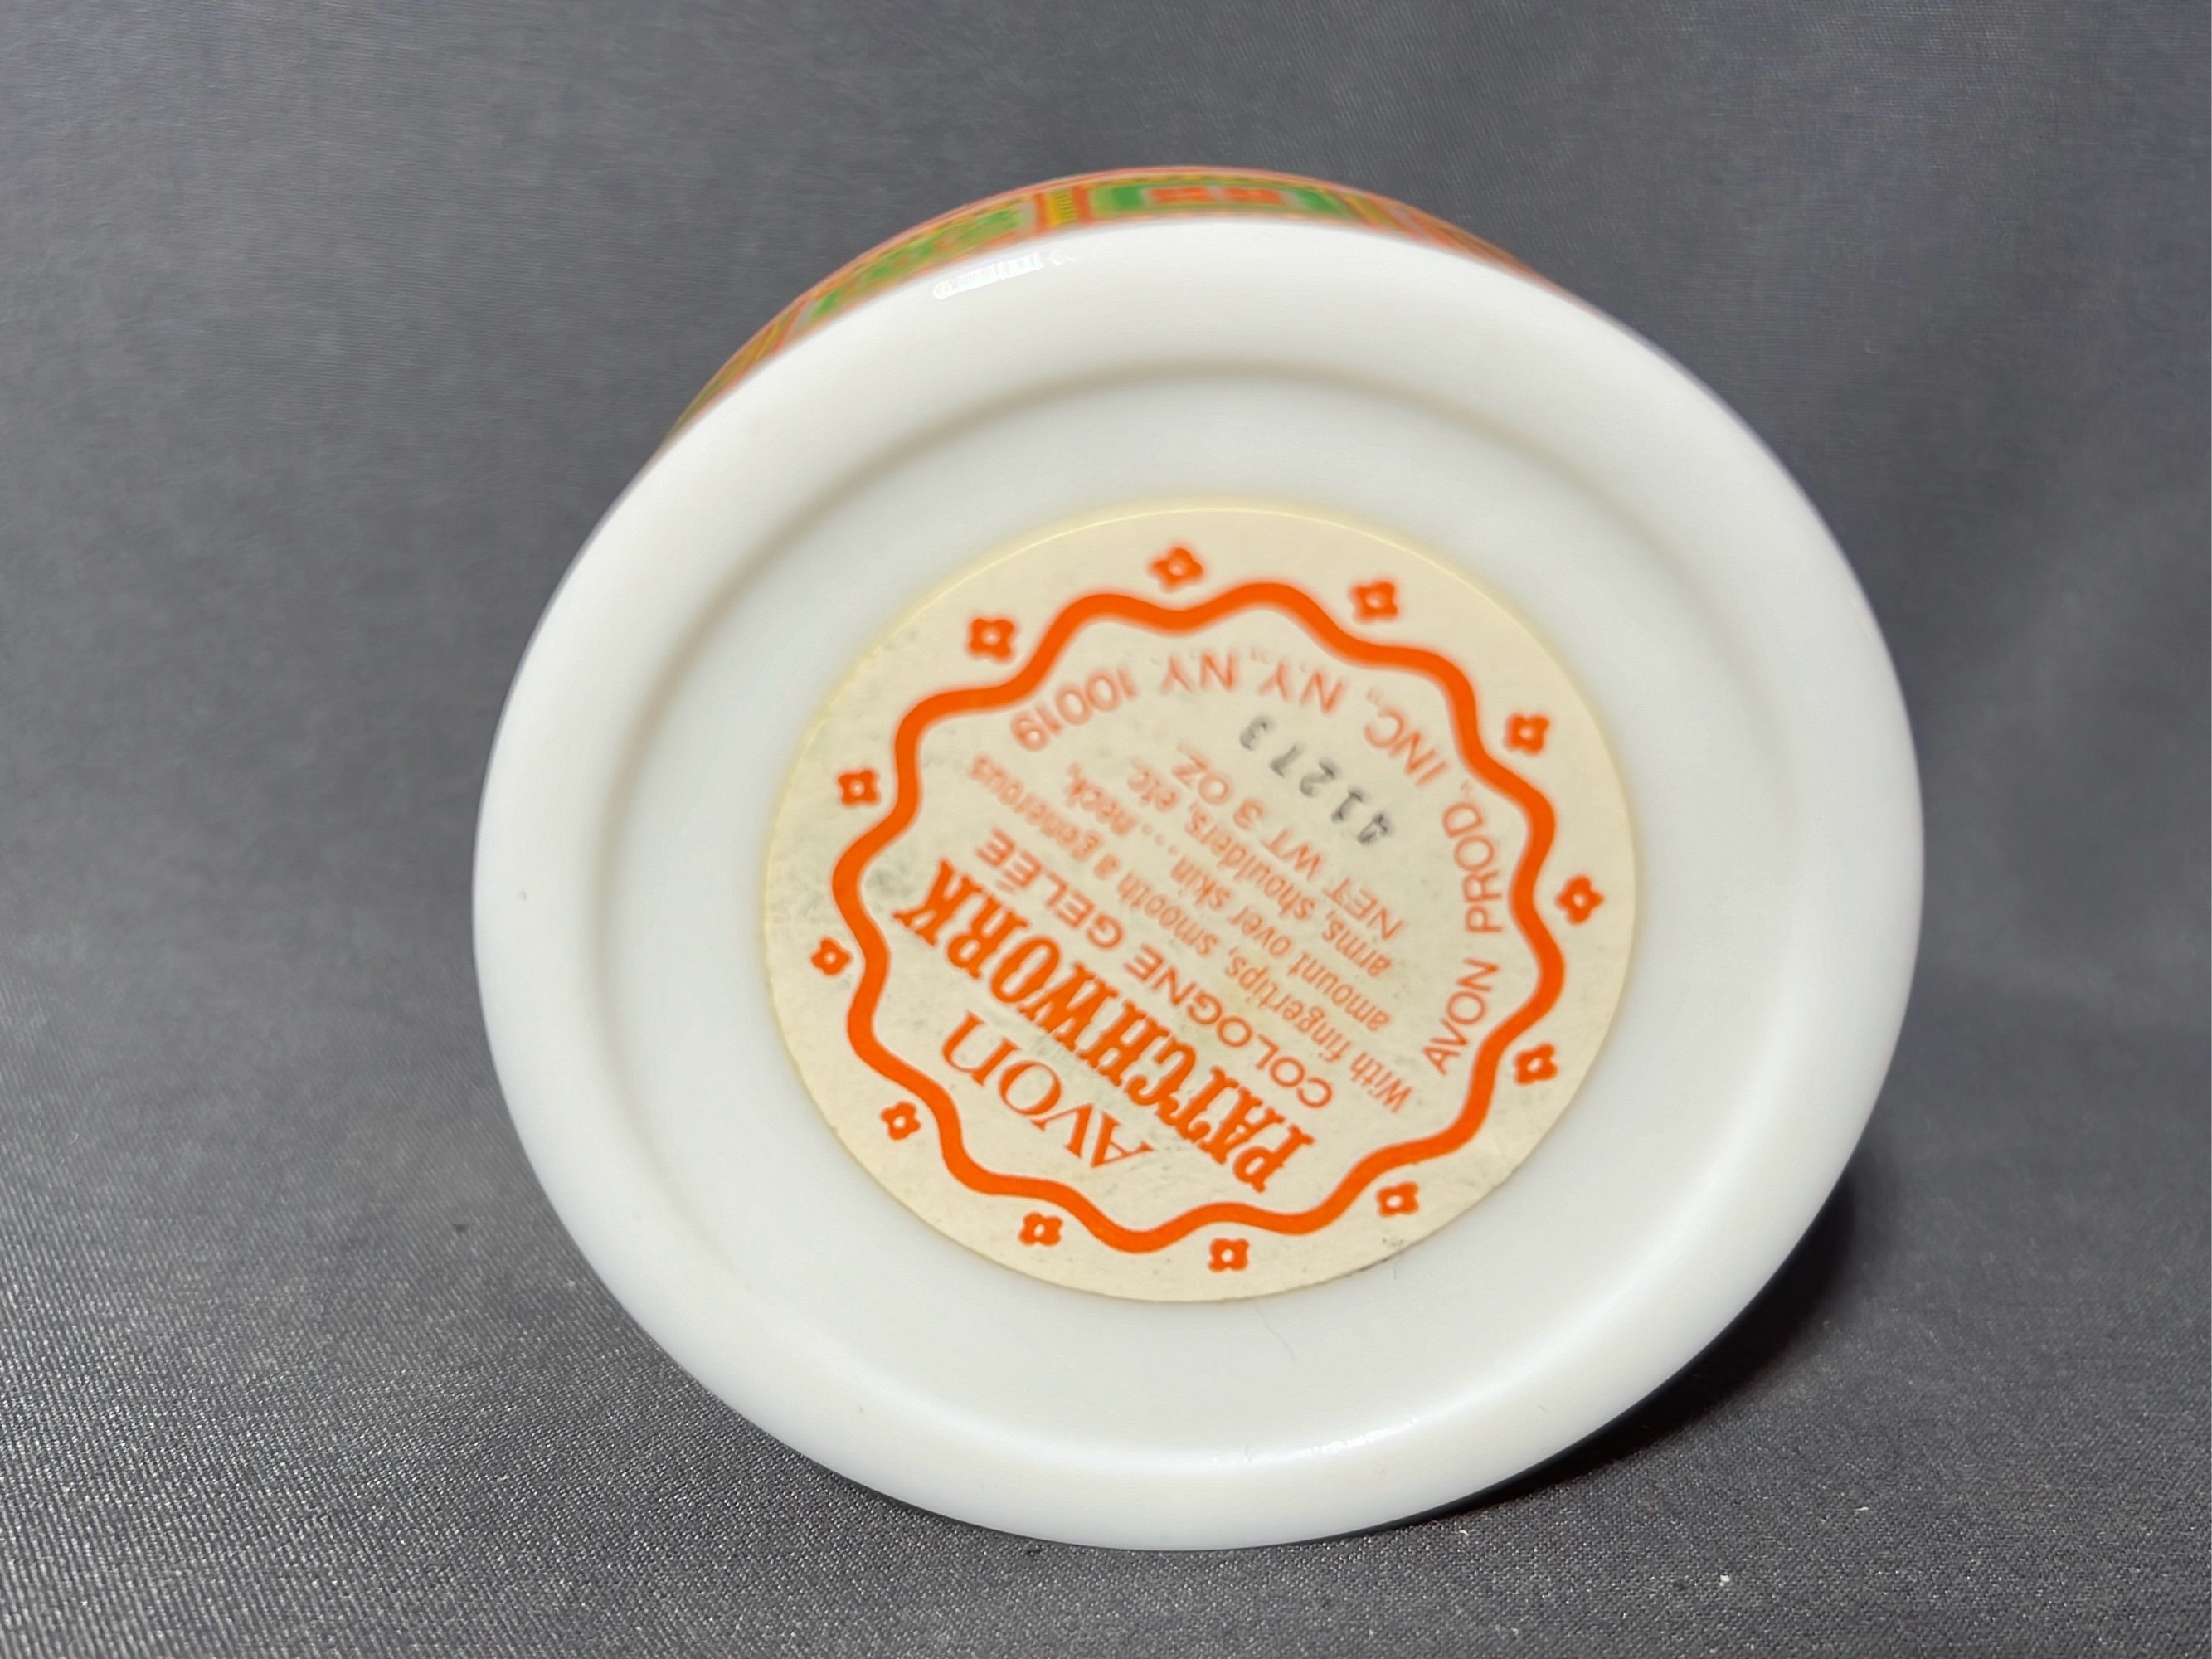 AVON
PATCHWORK
COLOGNE GELÉE
With fingertips, smooth a generous
amount over skin . . . neck,
arms, shoulders, etc.
NET WT 3 OZ.
41273
AVON PROD., INC., N.Y., NY. 10019